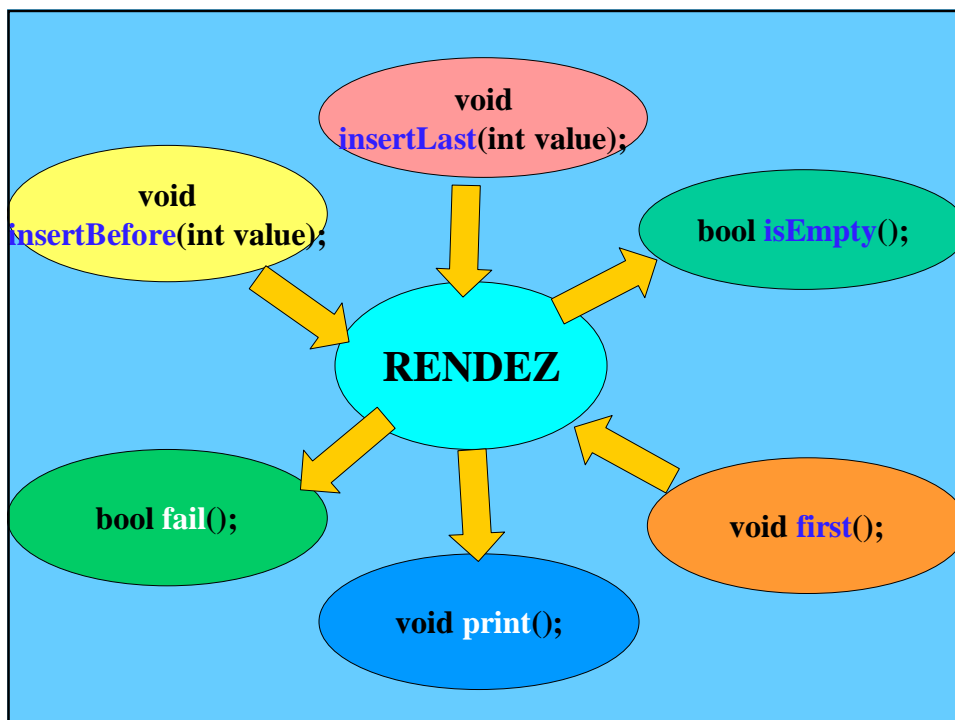 void
insertLast(int value);
void
insertBefore(int value);
bool isEmpty();
RENDEZ
bool fail();
void first();
void print();